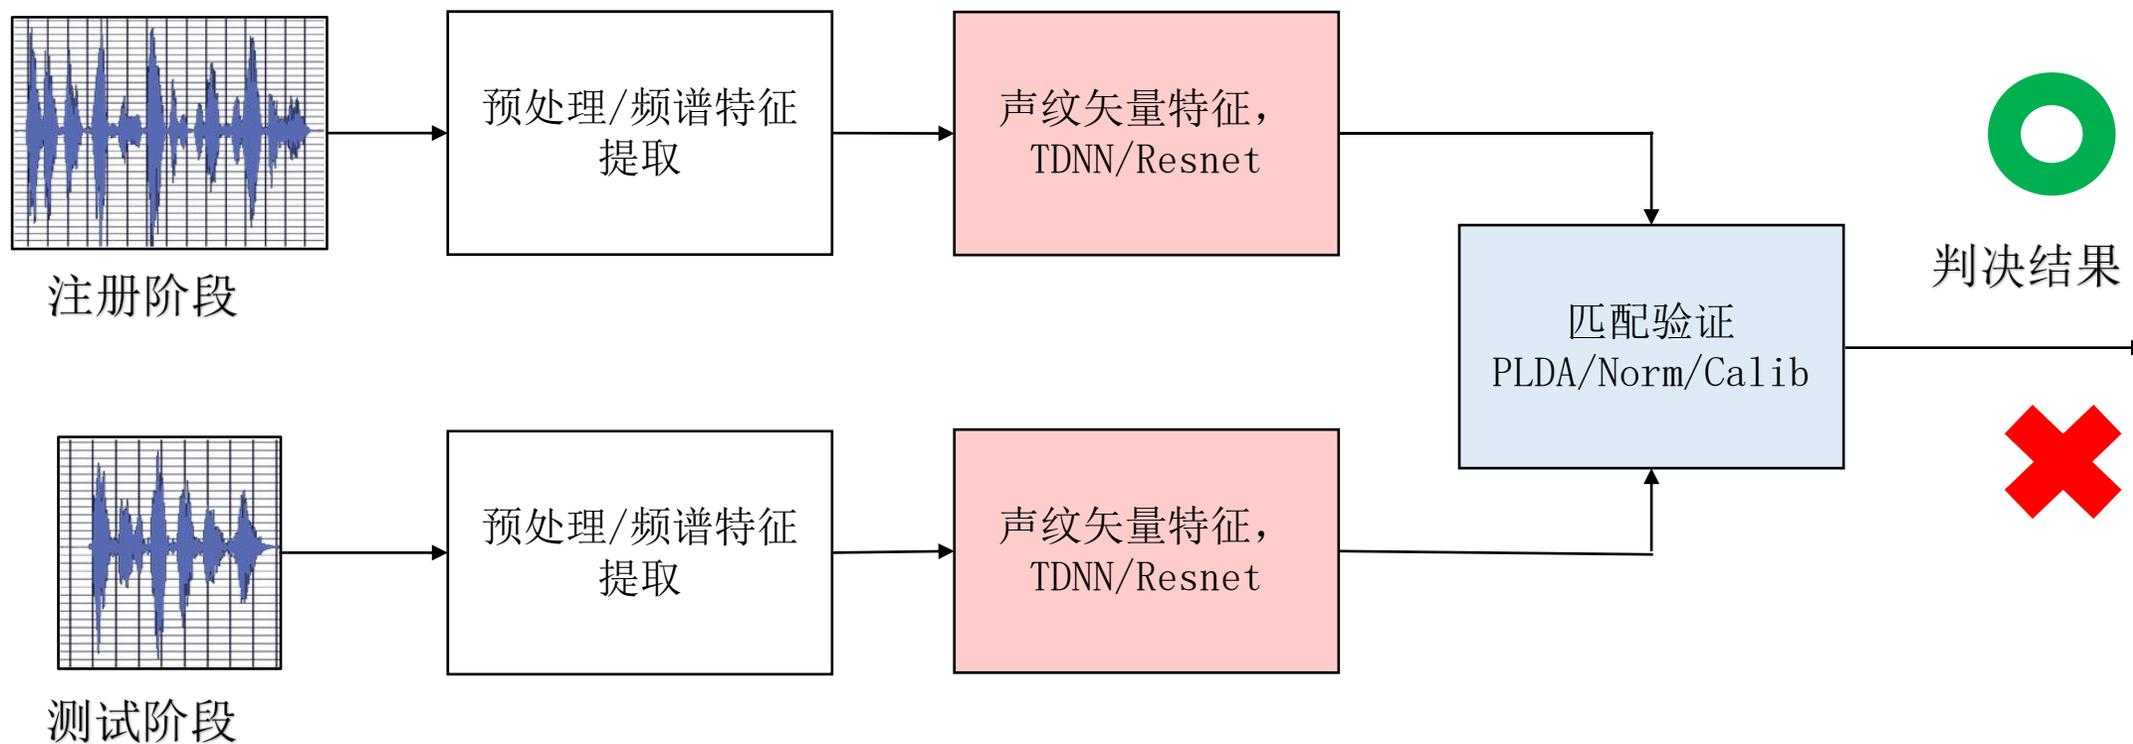 预处理/频谱特征
提取
声纹矢量特征，
TDNN/Resnet
注册阶段
判决结果
匹配验证
PLDA/Norm/Calib
预处理/频谱特征
提取
声纹矢量特征，
TDNN/Resnet
测试阶段